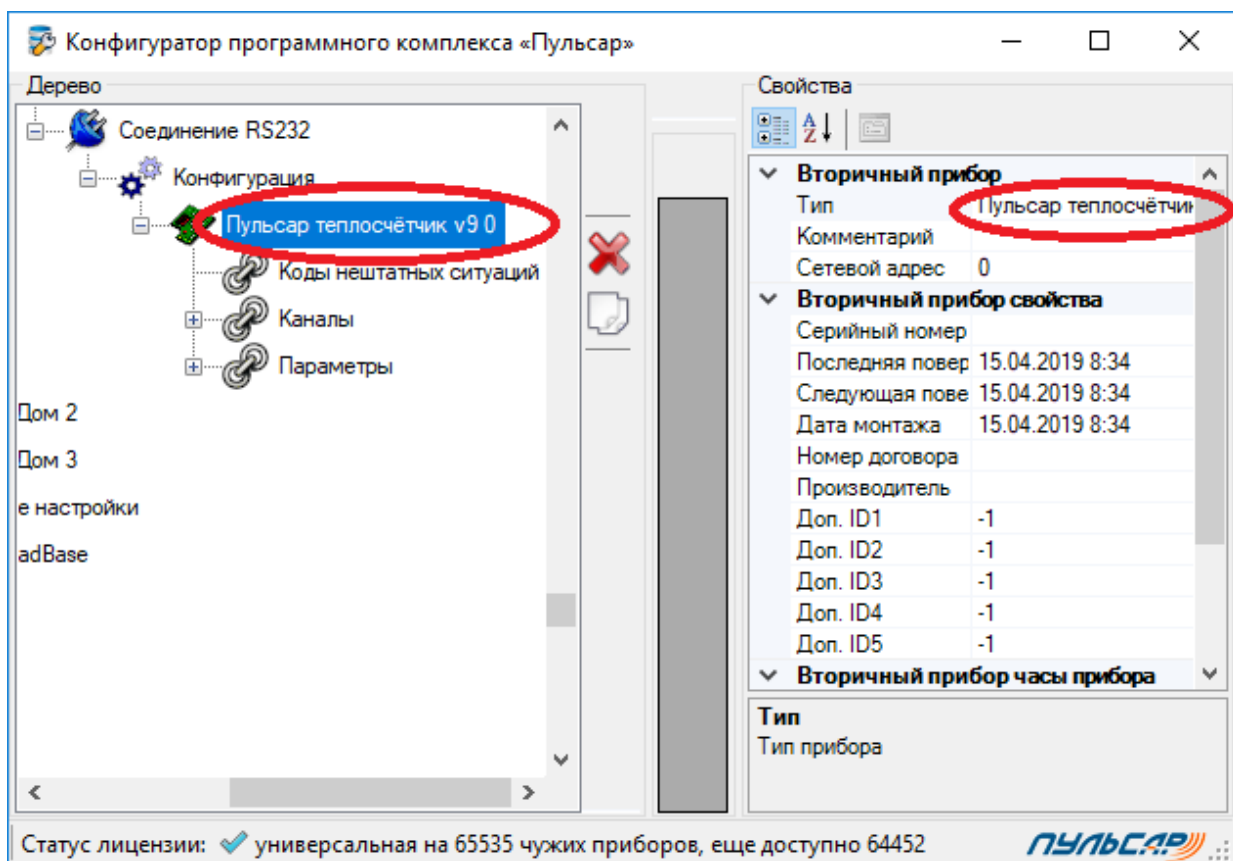 Конфигуратор программного комплекса «Пульсар»
Дерево
Соединение RS232
Конфигурация
Пульсар теплосчётчик v9 0
Коды нештатных ситуаций
Каналы
Параметры
Дом 2
Дом 3
е настройки
adBase
Свойства
Вторичный прибор
Тип Пульсар теплосчётчик
Комментарий
Сетевой адрес 0
Вторичный прибор свойства
Серийный номер
Последняя повер 15.04.2019 8:34
Следующая пове 15.04.2019 8:34
Дата монтажа 15.04.2019 8:34
Номер договора
Производитель
Доп. ID1 -1
Доп. ID2 -1
Доп. ID3 -1
Доп. ID4 -1
Доп. ID5 -1
Вторичный прибор часы прибора
Тип
Тип прибора
Статус лицензии: универсальная на 65535 чужих приборов, еще доступно 64452
ПУЛЬСАР